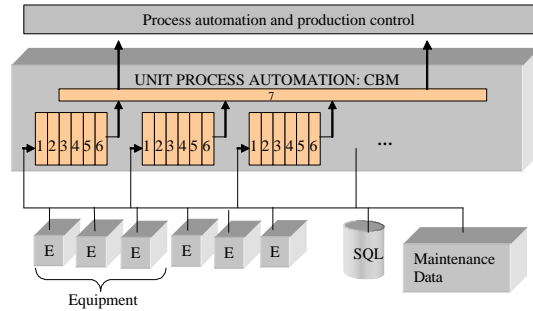 Process automation and production control
UNIT PROCESS AUTOMATION: CBM
7
1 2 3 4 5 6 1 2 3 4 5 6 1 2 3 4 5 6 ...
E E E E E E SQL Maintenance
Data
Equipment